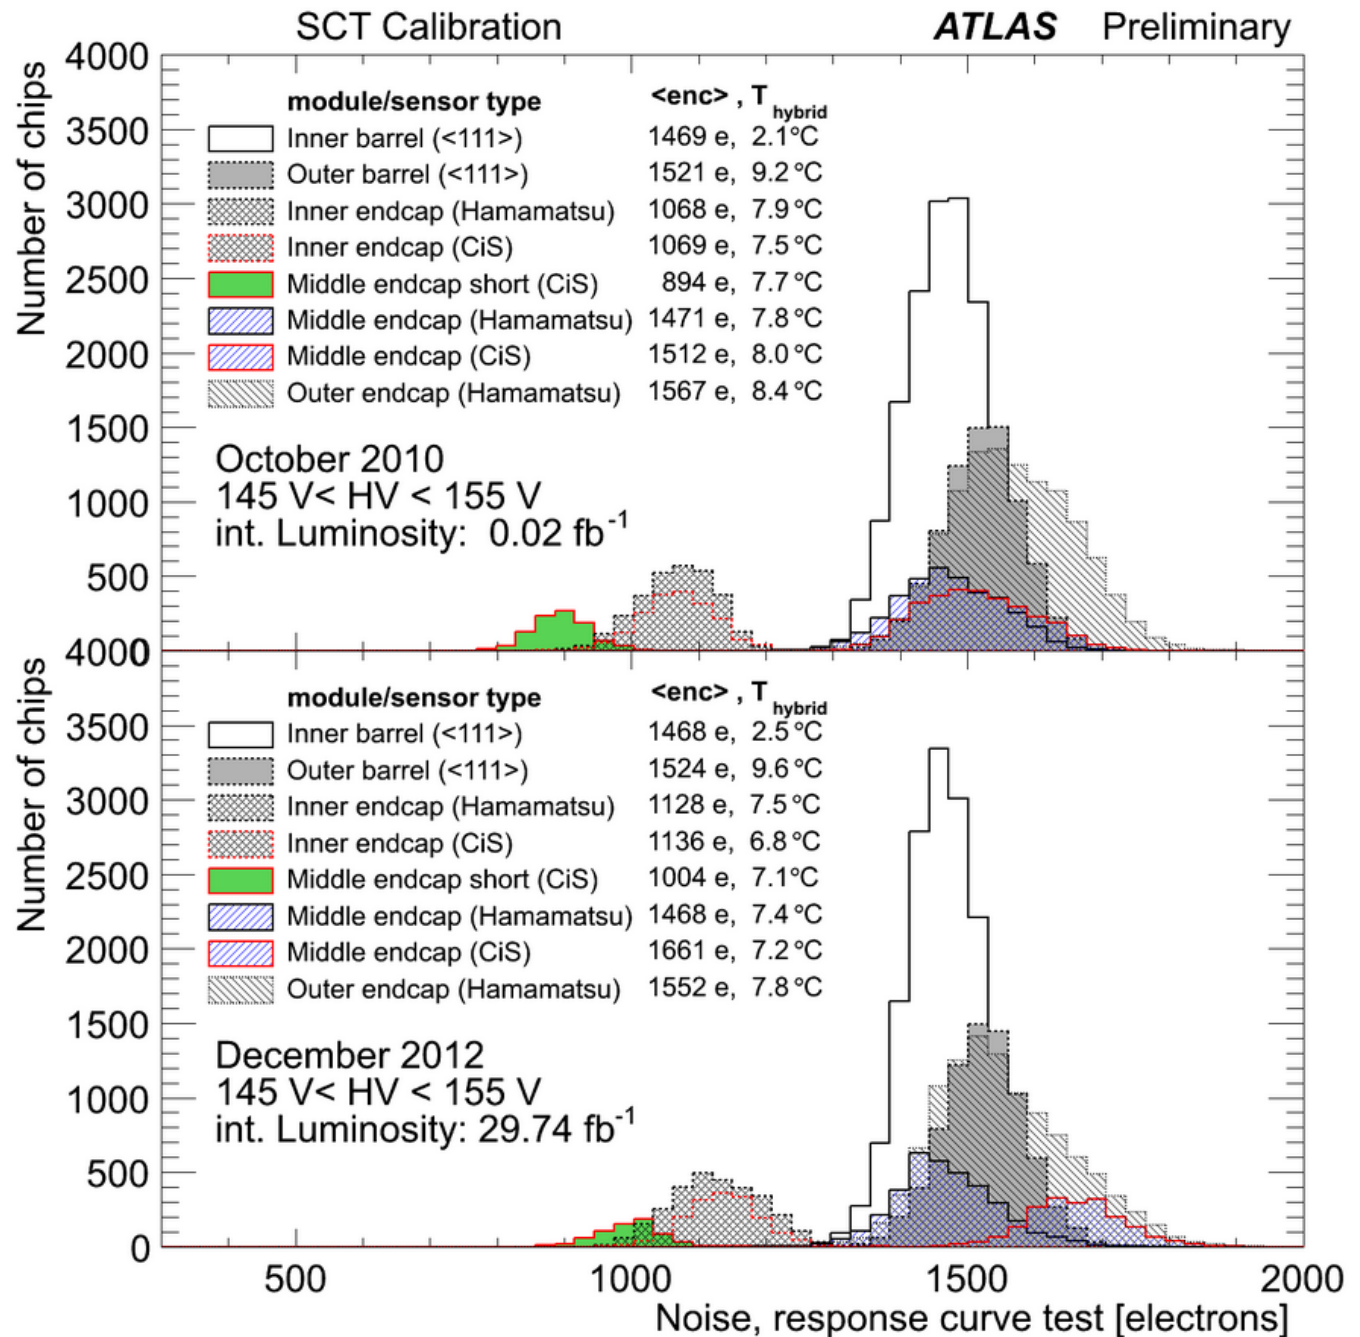 SCT Calibration ATLAS Preliminary
Number of chips
4000
3500
3000
2500
2000
1500
1000
500
0
module/sensor type <enc> , T hybrid
Inner barrel (<111>) 1469 e, 2.1°C
Outer barrel (<111>) 1521 e, 9.2°C
Inner endcap (Hamamatsu) 1068 e, 7.9°C
Inner endcap (CiS) 1069 e, 7.5°C
Middle endcap short (CiS) 894 e, 7.7°C
Middle endcap (Hamamatsu) 1471 e, 7.8°C
Middle endcap (CiS) 1512 e, 8.0°C
Outer endcap (Hamamatsu) 1567 e, 8.4°C
October 2010
145 V< HV < 155 V
int. Luminosity: 0.02 fb-1
Number of chips
4000
3500
3000
2500
2000
1500
1000
500
0
module/sensor type <enc> , T hybrid
Inner barrel (<111>) 1468 e, 2.5°C
Outer barrel (<111>) 1524 e, 9.6°C
Inner endcap (Hamamatsu) 1128 e, 7.5°C
Inner endcap (CiS) 1136 e, 6.8°C
Middle endcap short (CiS) 1004 e, 7.1°C
Middle endcap (Hamamatsu) 1468 e, 7.4°C
Middle endcap (CiS) 1661 e, 7.2°C
Outer endcap (Hamamatsu) 1552 e, 7.8°C
December 2012
145 V< HV < 155 V
int. Luminosity: 29.74 fb-1
500 1000 1500 2000
Noise, response curve test [electrons]